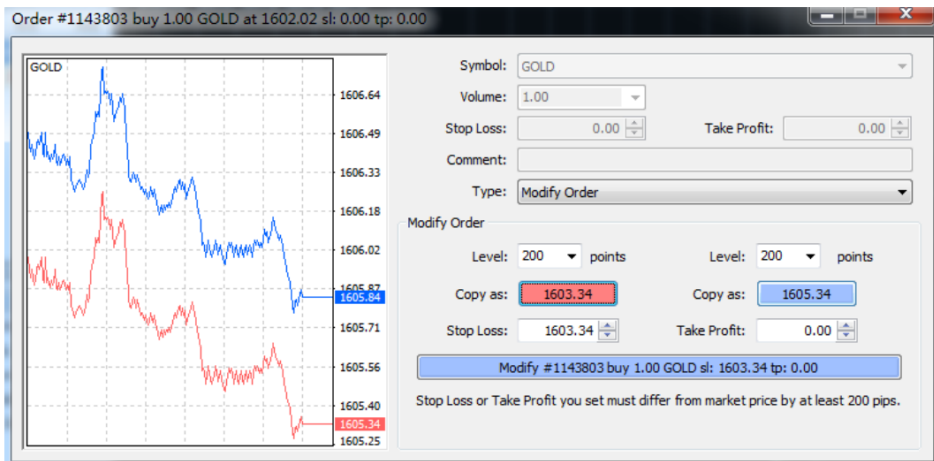 Order #1143803 buy 1.00 GOLD at 1602.02 sl: 0.00 tp: 0.00
GOLD
1606.64
1606.49
1606.33
1606.18
1606.02
1605.87
1605.84
1605.71
1605.56
1605.40
1605.34
1605.25
Symbol: GOLD
Volume: 1.00
Stop Loss: 0.00 Take Profit: 0.00
Comment:
Type: Modify Order
Modify Order
Level: 200 points Level: 200 points
Copy as: 1603.34 Copy as: 1605.34
Stop Loss: 1603.34 Take Profit: 0.00
Modify #1143803 buy 1.00 GOLD sl: 1603.34 tp: 0.00
Stop Loss or Take Profit you set must differ from market price by at least 200 pips.